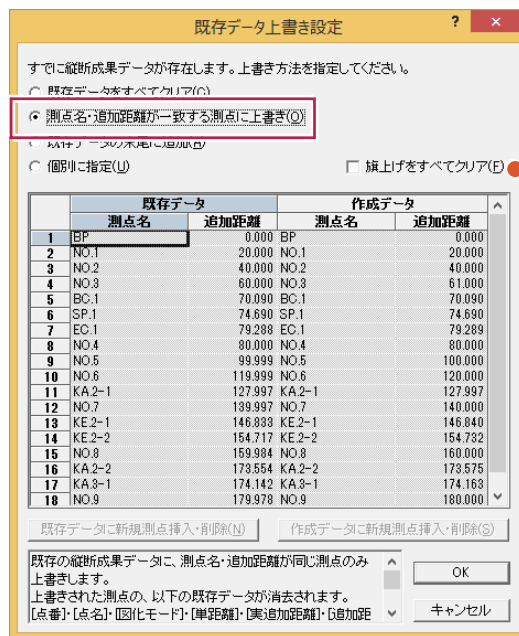 既存データ上書き設定 ? ×
すでに縦断成果データが存在します。上書き方法を指定してください。
既存データをすべてクリア(C)
測点名・追加距離が一致する測点に上書き(O)
既存データの末尾に追加(A)
個別に指定(U) 旗上げをすべてクリア(F)
既存データ 作成データ
測点名 追加距離 測点名 追加距離
1 BP 0.000 BP 0.000
2 NO.1 20.000 NO.1 20.000
3 NO.2 40.000 NO.2 40.000
4 NO.3 60.000 NO.3 61.000
5 BC.1 70.090 BC.1 70.090
6 SP.1 74.690 SP.1 74.690
7 EC.1 79.288 EC.1 79.289
8 NO.4 80.000 NO.4 80.000
9 NO.5 99.999 NO.5 100.000
10 NO.6 119.999 NO.6 120.000
11 KA.2-1 127.997 KA.2-1 127.997
12 NO.7 139.997 NO.7 140.000
13 KE.2-1 146.833 KE.2-1 146.840
14 KE.2-2 154.717 KE.2-2 154.732
15 NO.8 159.984 NO.8 160.000
16 KA.2-2 173.554 KA.2-2 173.575
17 KA.3-1 174.142 KA.3-1 174.163
18 NO.9 179.978 NO.9 180.000
既存データに新規測点挿入・削除(N) 作成データに新規測点挿入・削除(S)
既存の縦断成果データに、測点名・追加距離が同じ測点のみ
上書きします。
上書きされた測点の、以下の既存データが消去されます。
[点番]・[点名]・[図化モード]・[単距離]・[実追加距離]・[追加距
OK
キャンセル